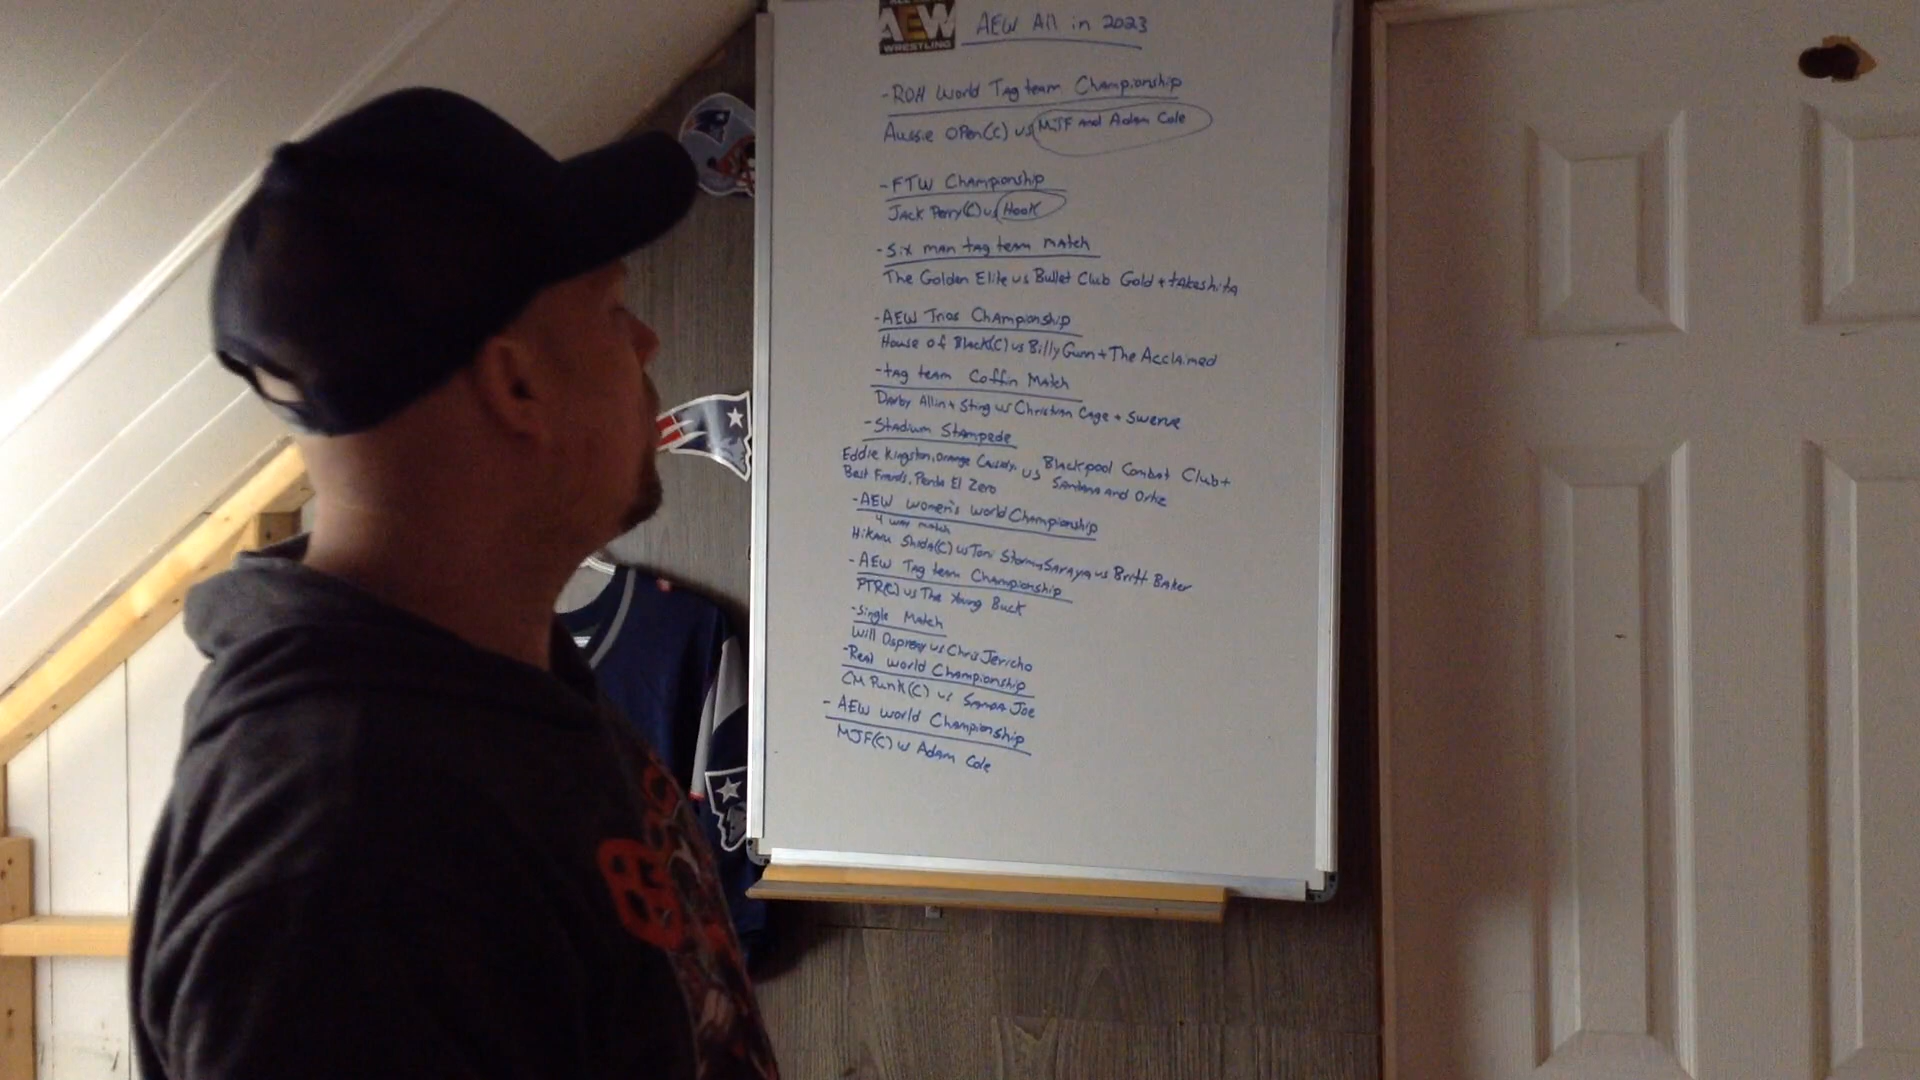 AEW
WRESTLING
AEW All in 2023
-ROH World Tag team Championship
Aussie OPen(C) vs MJF and Adam Cole
-FTW Championship
Jack Perry(C) vs Hook
-Six man tag team match
The Golden Elite vs Bullet Club Gold + takeshita
-AEW Trios Championship
House of Black(C) vs Billy Gunn + The Acclaimed
-tag team Coffin Match
Darby Allin + Sting vs Christian Cage + Swerve
-Stadium Stampede
Eddie Kingston, Orange Cassidy, vs Blackpool Combat Club +
Best Friends, Penta El Zero Santana and Ortiz
-AEW women's world Championship
4 way match
Hikaru Shida(C) vs Toni Storm vs Saraya vs Britt Baker
-AEW Tag team Championship
FTR(C) vs The Young Buck
-Single Match
Will Ospreay vs Chris Jericho
-Real world Championship
CM Punk(C) vs Samoa Joe
- AEW world Championship
MJF(C) vs Adam Cole